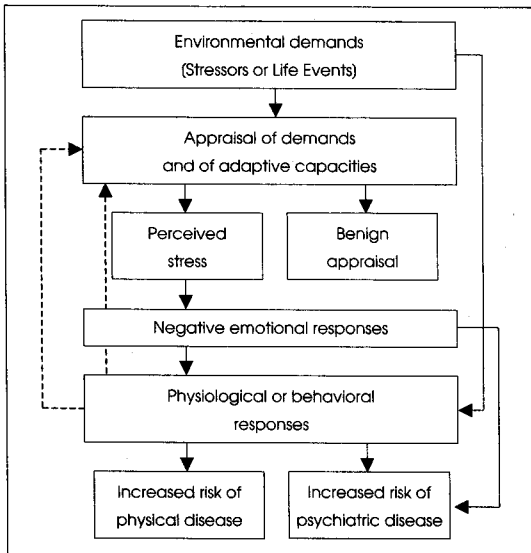 Environmental demands
(Stressors or Life Events)
Appraisal of demands
and of adaptive capacities
Perceived
stress
Benign
appraisal
Negative emotional responses
Physiological or behavioral
responses
Increased risk of
physical disease
Increased risk of
psychiatric disease